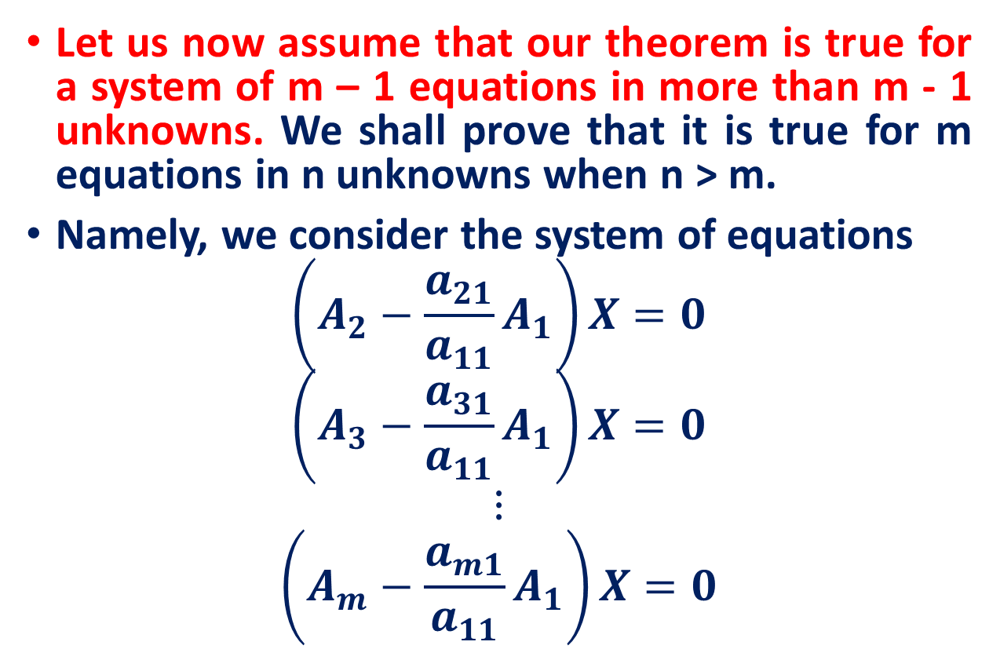 • Let us now assume that our theorem is true for
a system of m – 1 equations in more than m - 1
unknowns. We shall prove that it is true for m
equations in n unknowns when n > m.
• Namely, we consider the system of equations
$\left(A_2 - \frac{a_{21}}{a_{11}} A_1\right) X = 0$
$\left(A_3 - \frac{a_{31}}{a_{11}} A_1\right) X = 0$
⋮
$\left(A_m - \frac{a_{m1}}{a_{11}} A_1\right) X = 0$